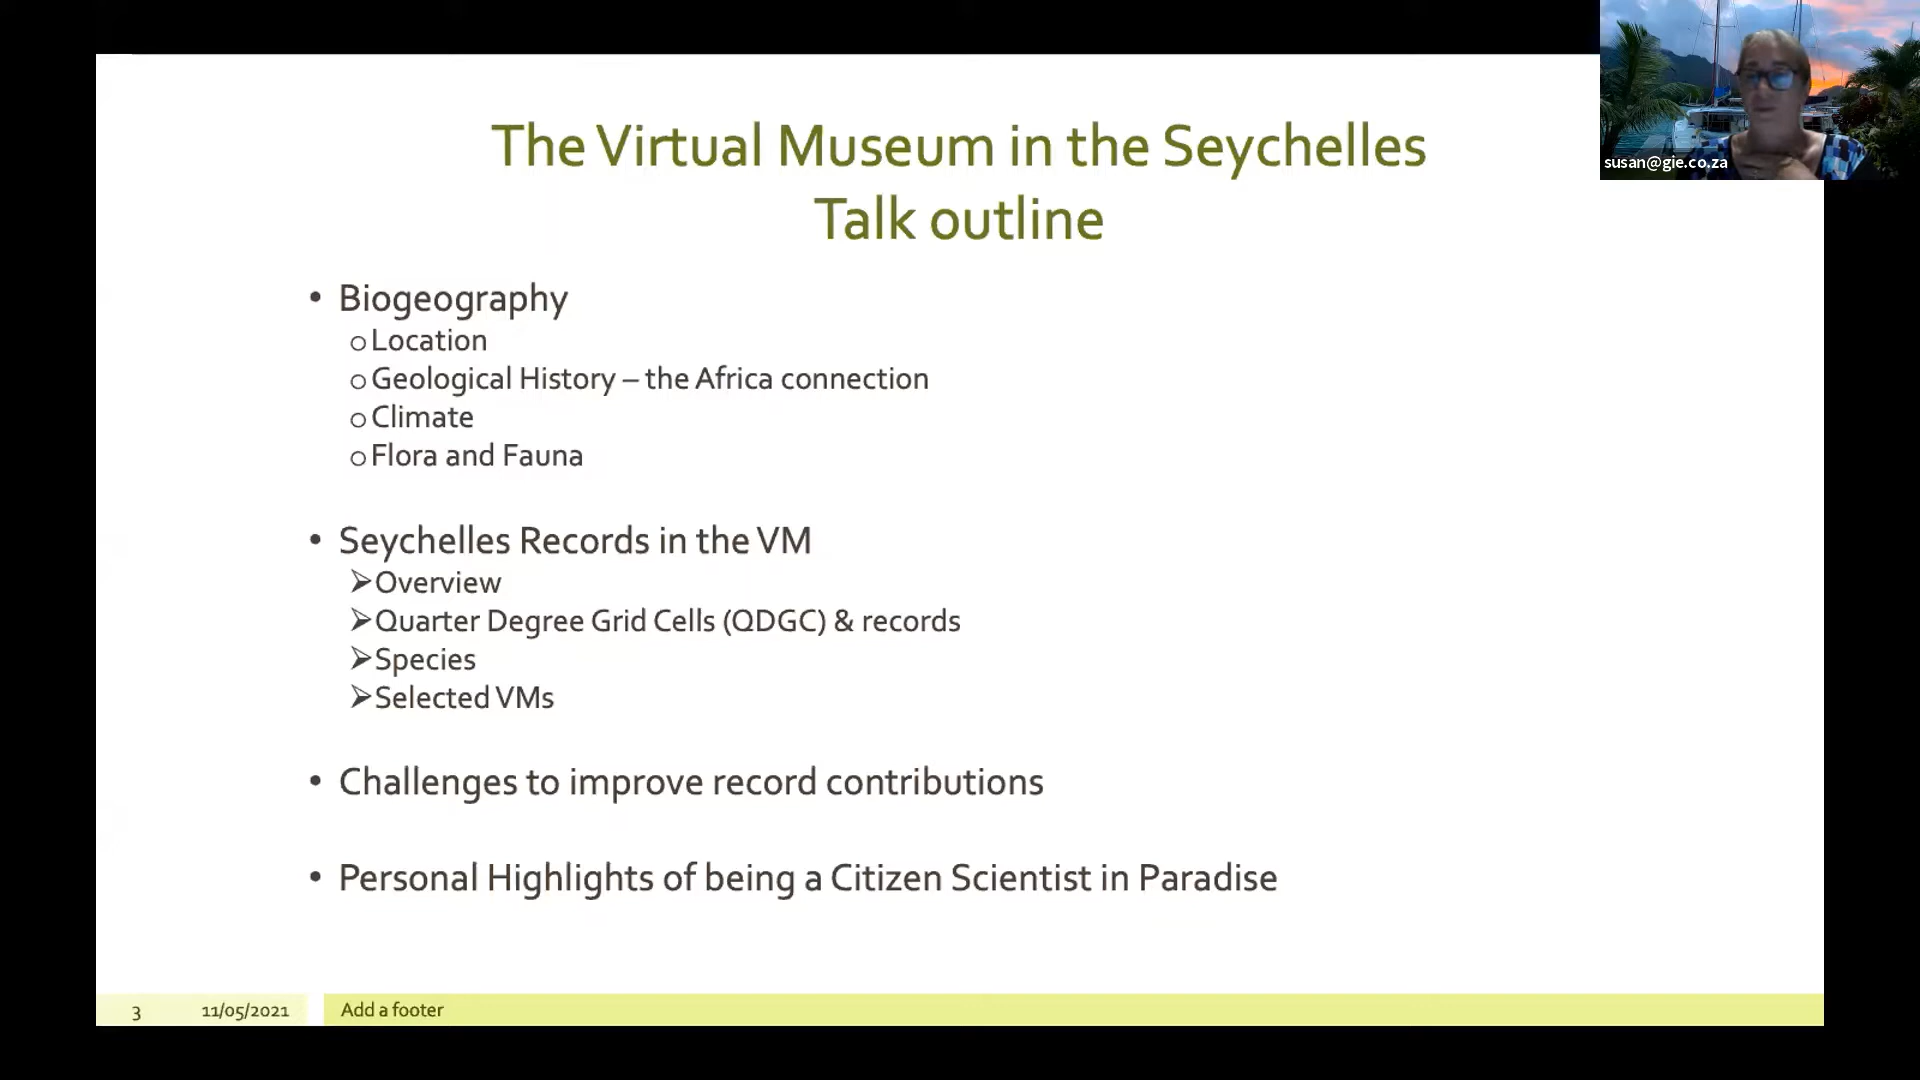 The Virtual Museum in the Seychelles
Talk outline
susan@gie.co.za
• Biogeography
o Location
o Geological History – the Africa connection
o Climate
o Flora and Fauna
• Seychelles Records in the VM
➢ Overview
➢ Quarter Degree Grid Cells (QDGC) & records
➢ Species
➢ Selected VMs
• Challenges to improve record contributions
• Personal Highlights of being a Citizen Scientist in Paradise
3 11/05/2021 Add a footer